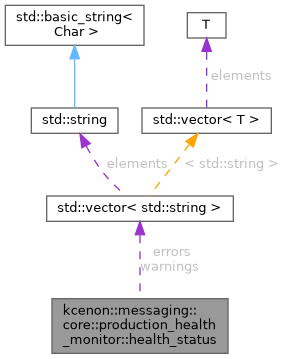 std::basic_string<
Char >
T
elements
std::string
std::vector< T >
elements
< std::string >
std::vector< std::string >
errors
warnings
kcenon::messaging::
core::production_health
_monitor::health_status